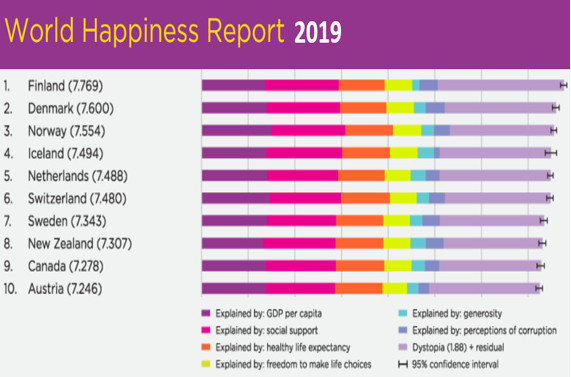 World Happiness Report 2019
1. Finland (7.769)
2. Denmark (7.600)
3. Norway (7.554)
4. Iceland (7.494)
5. Netherlands (7.488)
6. Switzerland (7.480)
7. Sweden (7.343)
8. New Zealand (7.307)
9. Canada (7.278)
10. Austria (7.246)
Explained by: GDP per capita
Explained by: social support
Explained by: healthy life expectancy
Explained by: freedom to make life choices
Explained by: generosity
Explained by: perceptions of corruption
Dystopia (1.88) + residual
95% confidence interval